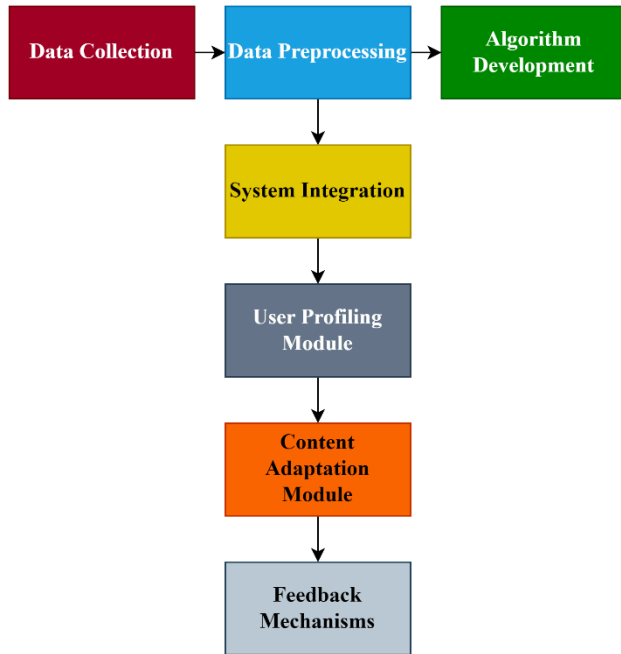 Data Collection
Data Preprocessing
Algorithm
Development
System Integration
User Profiling
Module
Content
Adaptation
Module
Feedback
Mechanisms